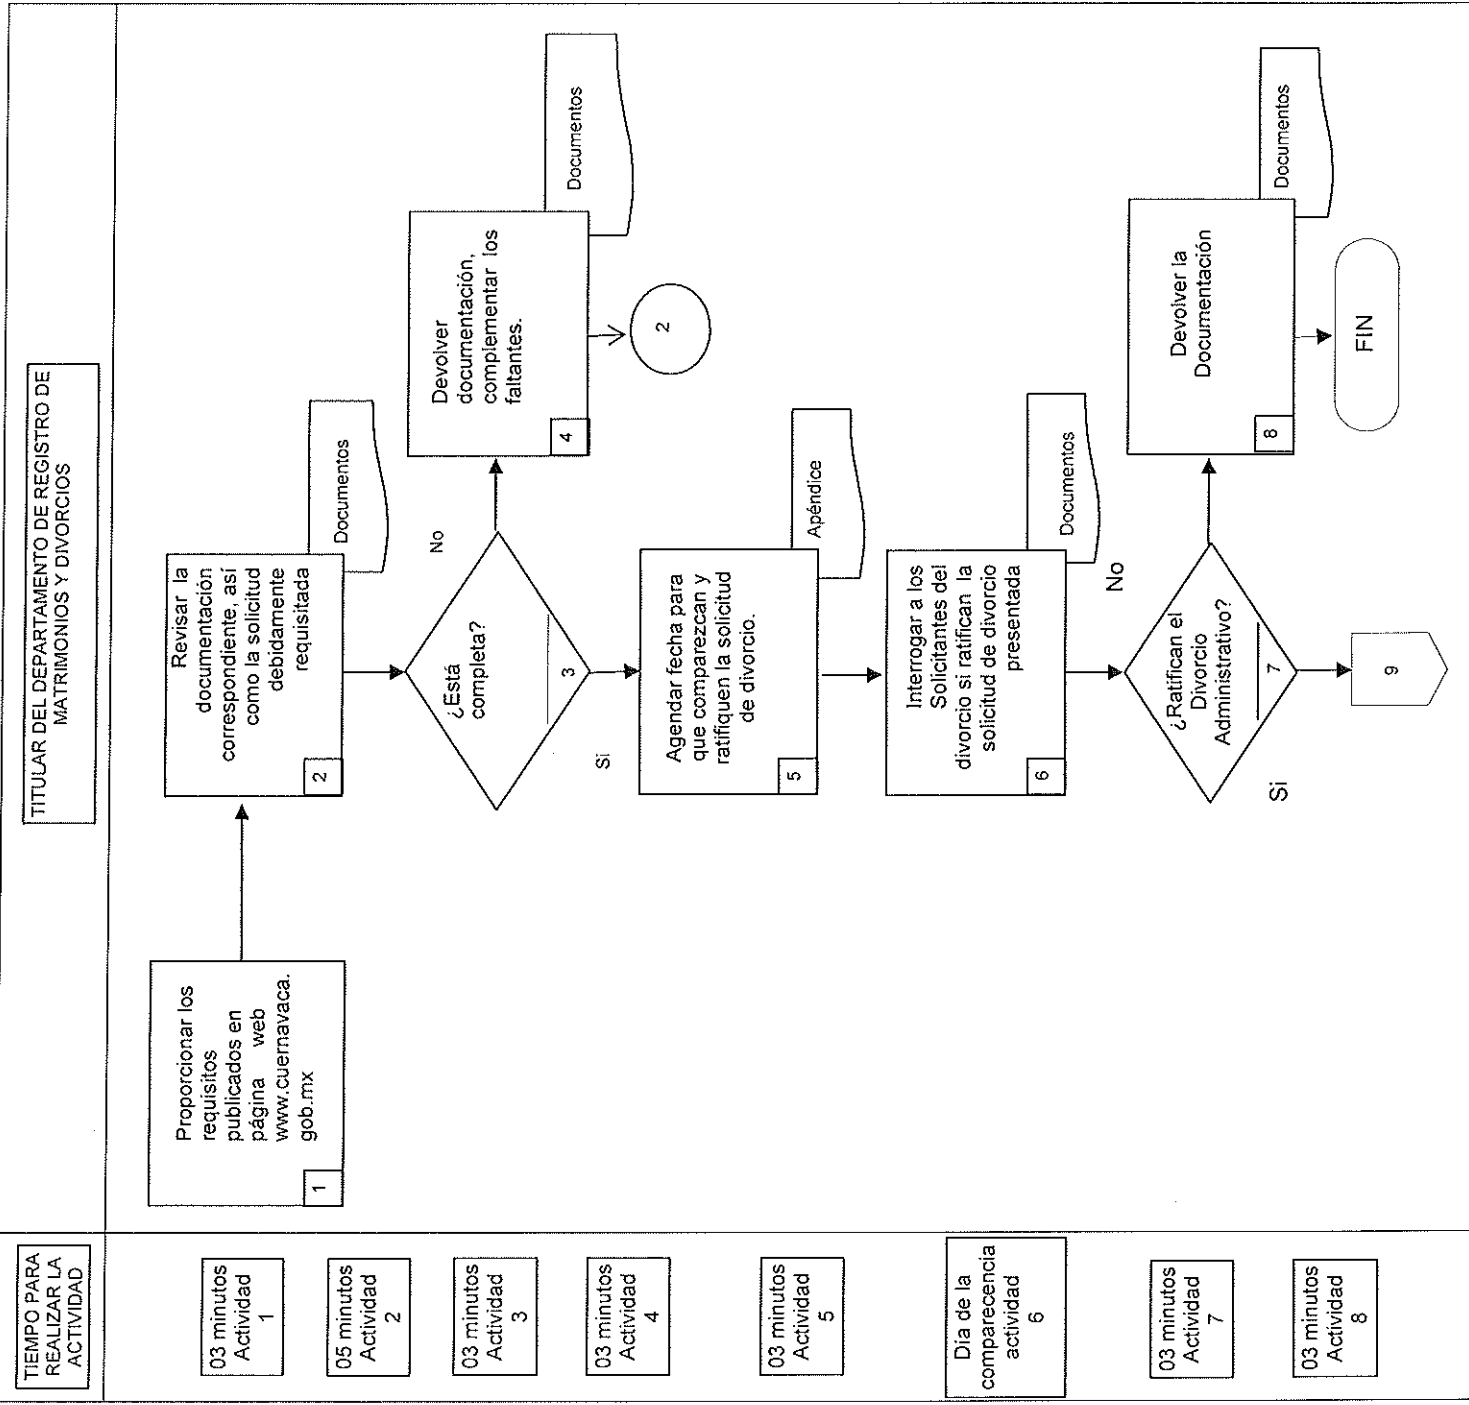 TIEMPO PARA
REALIZAR LA
ACTIVIDAD
TITULAR DEL DEPARTAMENTO DE REGISTRO DE
MATRIMONIOS Y DIVORCIOS
03 minutos
Actividad
1
05 minutos
Actividad
2
03 minutos
Actividad
3
03 minutos
Actividad
4
03 minutos
Actividad
5
Dia de la
comparecencia
actividad
6
03 minutos
Actividad
7
03 minutos
Actividad
8
Proporcionar los
requisitos
publicados en
página web
www.cuernavaca.
gob.mx
1
Revisar la
documentación
correspondiente, así
como la solicitud
debidamente
requisitada
2
Documentos
¿Está
completa?
3
No
Si
Devolver
documentación,
complementar los
faltantes.
4
Documentos
2
Agendar fecha para
que comparezcan y
ratifiquen la solicitud
de divorcio.
5
Apéndice
Interrogar a los
Solicitantes del
divorcio si ratifican la
solicitud de divorcio
presentada
6
Documentos
¿Ratifican el
Divorcio
Administrativo?
7
No
Si
Devolver la
Documentación
8
Documentos
FIN
9